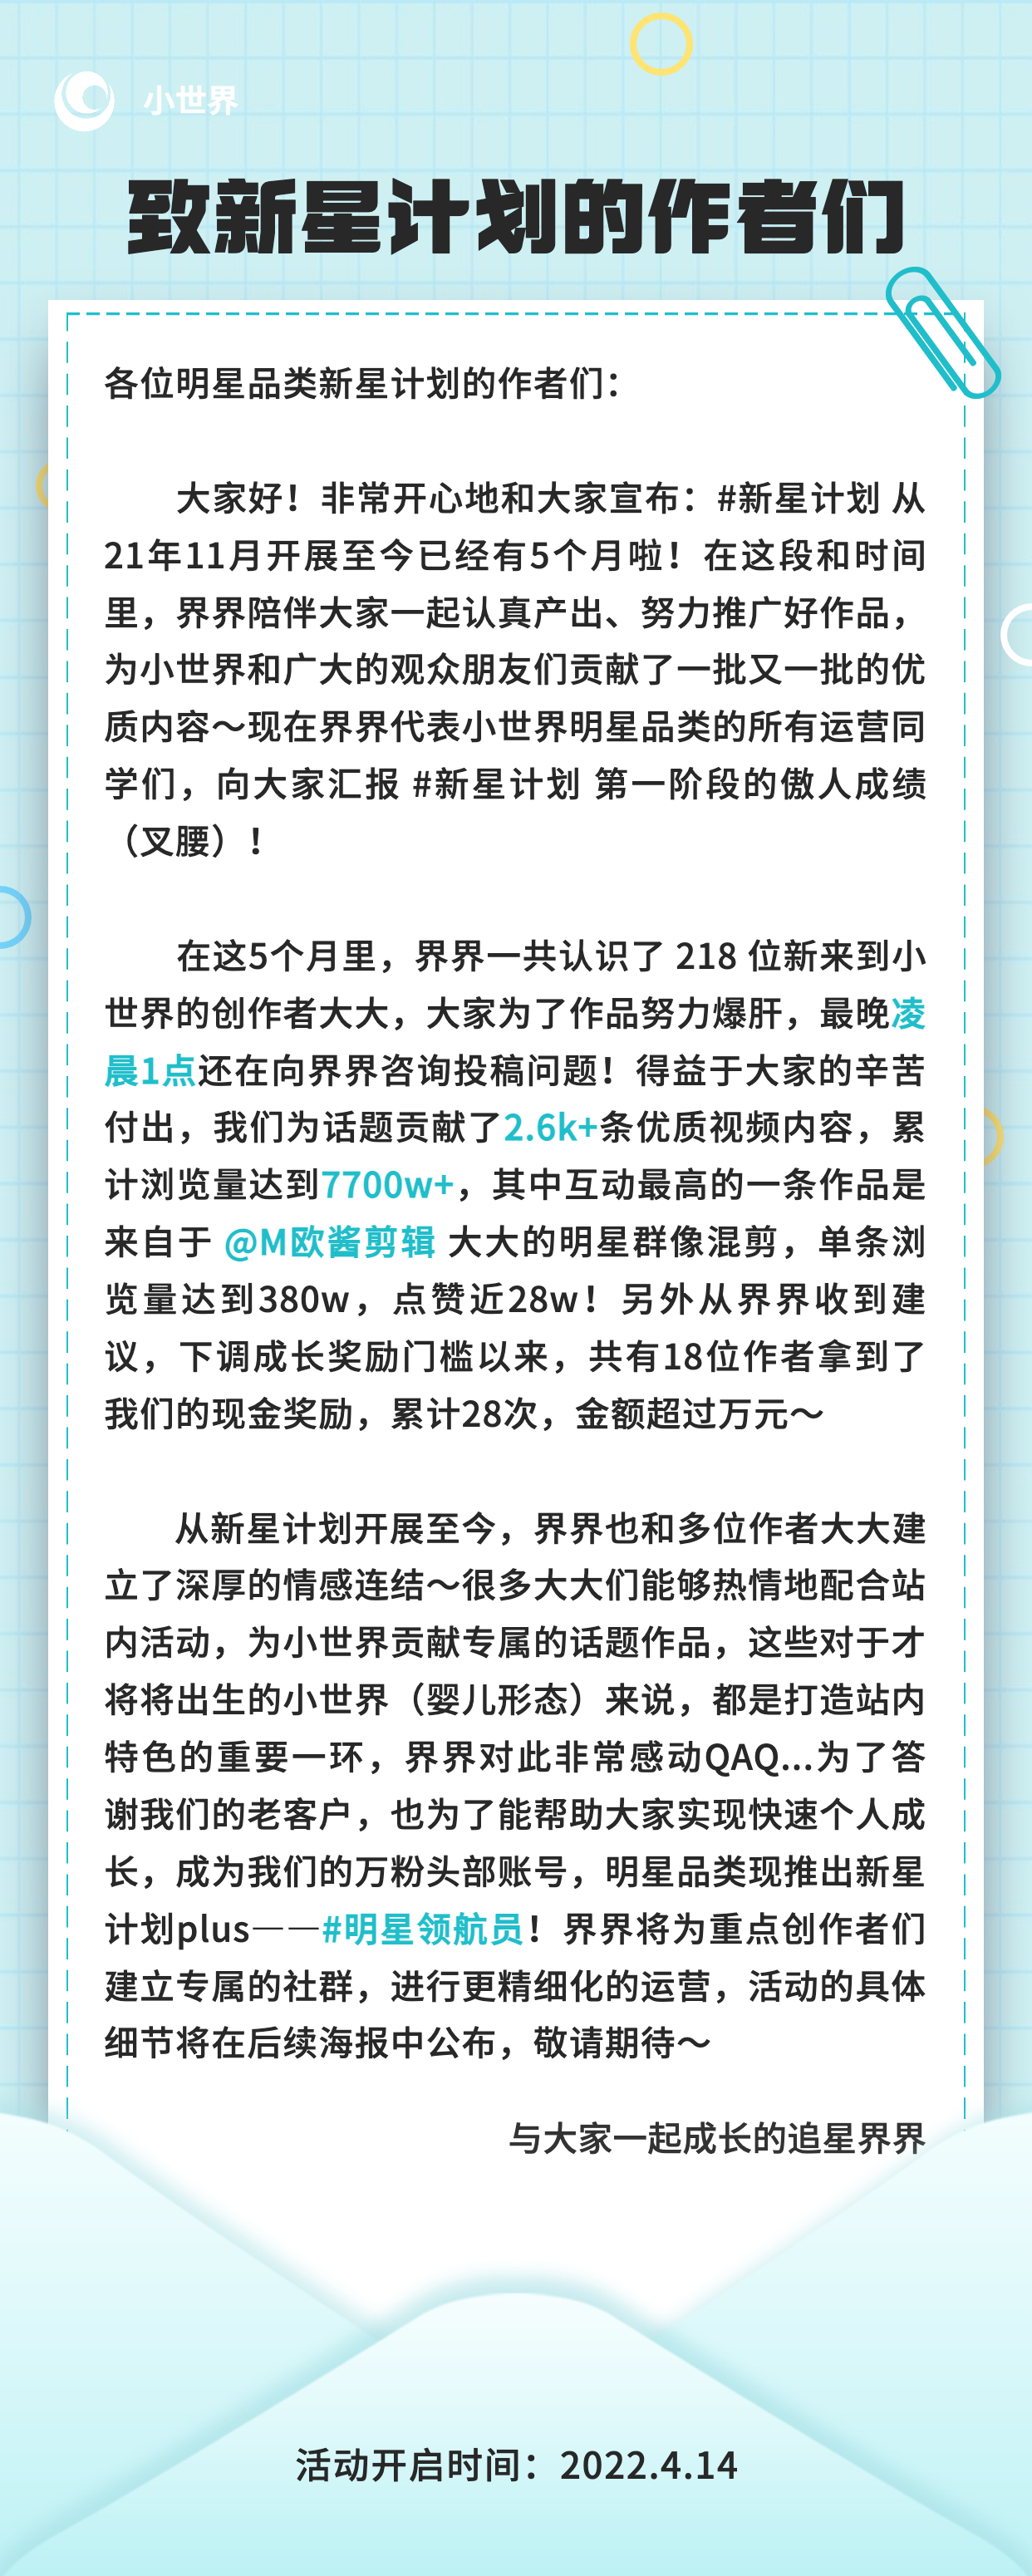 小世界
致新星计划的作者们
各位明星品类新星计划的作者们：
大家好！非常开心地和大家宣布：#新星计划 从
21年11月开展至今已经有5个月啦！在这段和时间
里，界界陪伴大家一起认真产出、努力推广好作品，
为小世界和广大的观众朋友们贡献了一批又一批的优
质内容～现在界界代表小世界明星品类的所有运营同
学们，向大家汇报 #新星计划 第一阶段的傲人成绩
（叉腰）！
在这5个月里，界界一共认识了 218 位新来到小
世界的创作者大大，大家为了作品努力爆肝，最晚凌
晨1点还在向界界咨询投稿问题！得益于大家的辛苦
付出，我们为话题贡献了2.6k+条优质视频内容，累
计浏览量达到7700w+，其中互动最高的一条作品是
来自于 @M欧酱剪辑 大大的明星群像混剪，单条浏
览量达到380w，点赞近28w！另外从界界收到建
议，下调成长奖励门槛以来，共有18位作者拿到了
我们的现金奖励，累计28次，金额超过万元～
从新星计划开展至今，界界也和多位作者大大建
立了深厚的情感连结～很多大大们能够热情地配合站
内活动，为小世界贡献专属的话题作品，这些对于才
将将出生的小世界（婴儿形态）来说，都是打造站内
特色的重要一环，界界对此非常感动QAQ...为了答
谢我们的老客户，也为了能帮助大家实现快速个人成
长，成为我们的万粉头部账号，明星品类现推出新星
计划plus——#明星领航员！界界将为重点创作者们
建立专属的社群，进行更精细化的运营，活动的具体
细节将在后续海报中公布，敬请期待～
与大家一起成长的追星界界
活动开启时间：2022.4.14